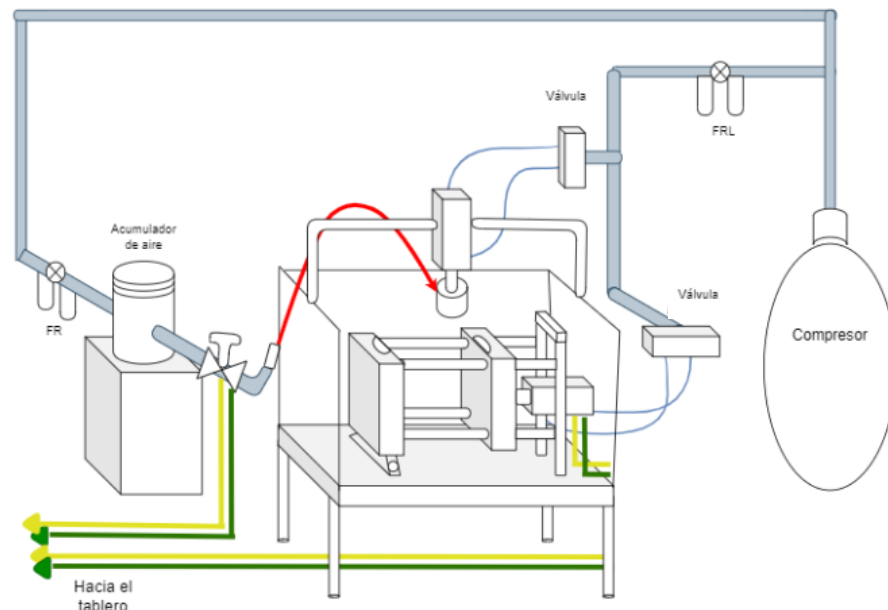 Válvula
FRL
Acumulador
de aire
FR
Válvula
Compresor
Hacia el
tablero